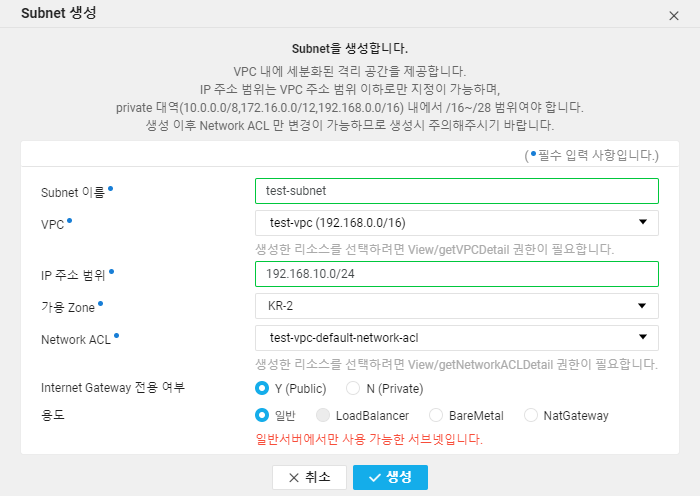 Subnet 생성
Subnet을 생성합니다.
VPC 내에 세분화된 격리 공간을 제공합니다.
IP 주소 범위는 VPC 주소 범위 이하로만 지정이 가능하며,
private 대역(10.0.0.0/8,172.16.0.0/12,192.168.0.0/16) 내에서 /16~/28 범위여야 합니다.
생성 이후 Network ACL 만 변경이 가능하므로 생성시 주의해주시기 바랍니다.
(•필수 입력 사항입니다.)
Subnet 이름• test-subnet
VPC• test-vpc (192.168.0.0/16)
생성한 리소스를 선택하려면 View/getVPCDetail 권한이 필요합니다.
IP 주소 범위• 192.168.10.0/24
가용 Zone• KR-2
Network ACL• test-vpc-default-network-acl
생성한 리소스를 선택하려면 View/getNetworkACLDetail 권한이 필요합니다.
Internet Gateway 전용 여부 Y (Public) N (Private)
용도 일반 LoadBalancer BareMetal NatGateway
일반서버에서만 사용 가능한 서브넷입니다.
취소 생성